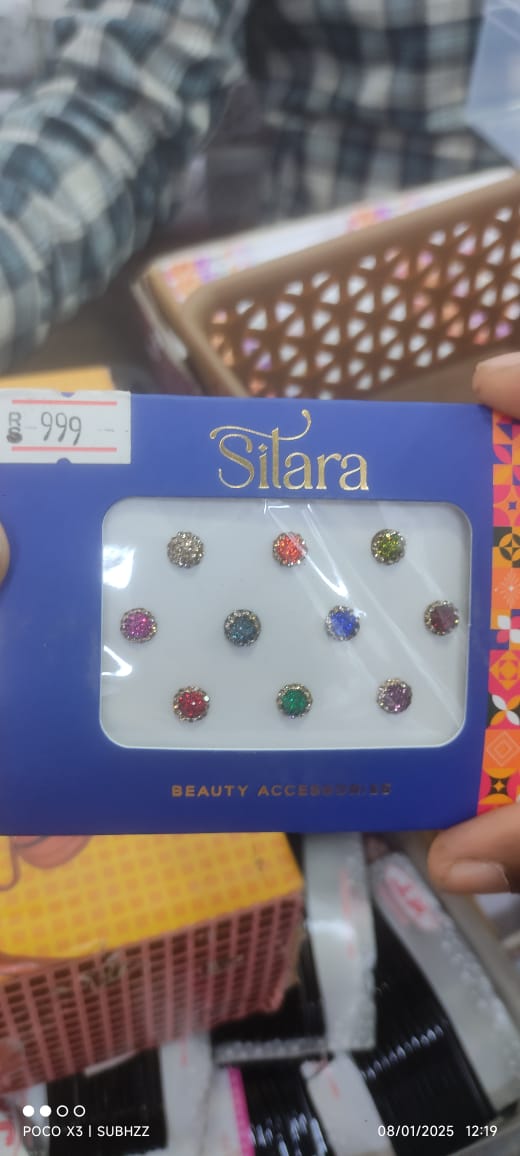 Rs 999
Sitara
BEAUTY ACCESSORIES
POCO X3 | SUBHZZ
08/01/2025 12:19